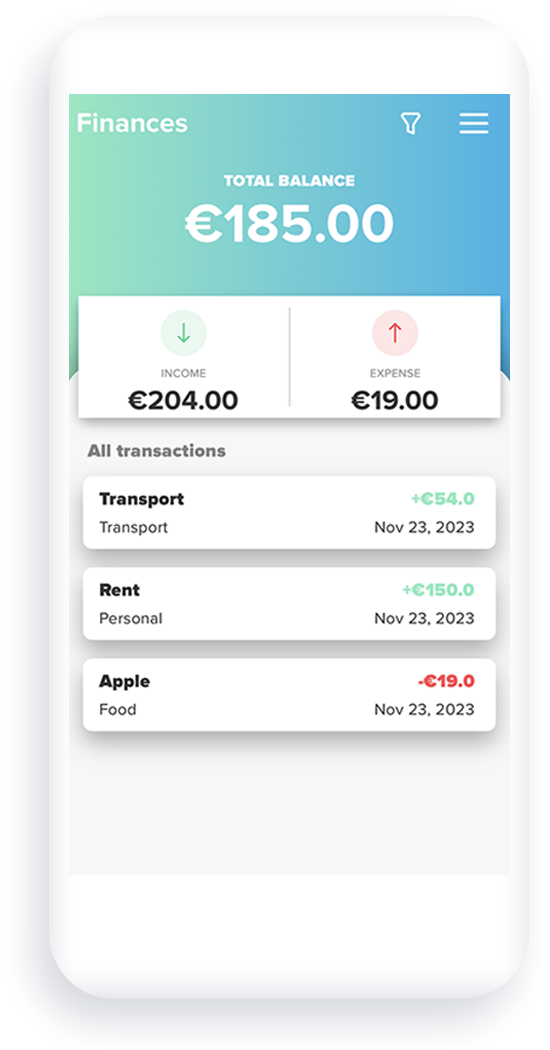 Finances
TOTAL BALANCE
€185.00
INCOME
€204.00
EXPENSE
€19.00
All transactions
Transport +€54.0
Transport Nov 23, 2023
Rent +€150.0
Personal Nov 23, 2023
Apple -€19.0
Food Nov 23, 2023